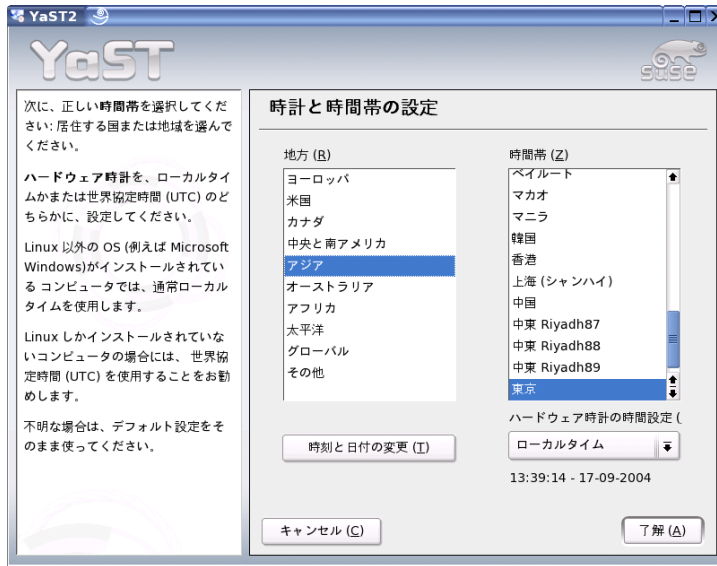 YaST2
YaST
suse
次に、正しい時間帯を選択してくだ
さい: 居住する国または地域を選んで
ください。
ハードウェア時計を、ローカルタイ
ムかまたは世界協定時間 (UTC) のど
ちらかに、設定してください。
Linux 以外の OS (例えば Microsoft
Windows)がインストールされてい
る コンピュータでは、通常ローカル
タイムを使用します。
Linux しかインストールされていな
いコンピュータの場合には、 世界協
定時間 (UTC) を使用することをお勧
めします。
不明な場合は、デフォルト設定をそ
のまま使ってください。
時計と時間帯の設定
地方 (R)
ヨーロッパ
米国
カナダ
中央と南アメリカ
アジア
オーストラリア
アフリカ
太平洋
グローバル
その他
時刻と日付の変更 (T)
時間帯 (Z)
ベイルート
マカオ
マニラ
韓国
香港
上海 (シャンハイ)
中国
中東 Riyadh87
中東 Riyadh88
中東 Riyadh89
東京
ハードウェア時計の時間設定 (
ローカルタイム
13:39:14 - 17-09-2004
キャンセル (C)
了解 (A)